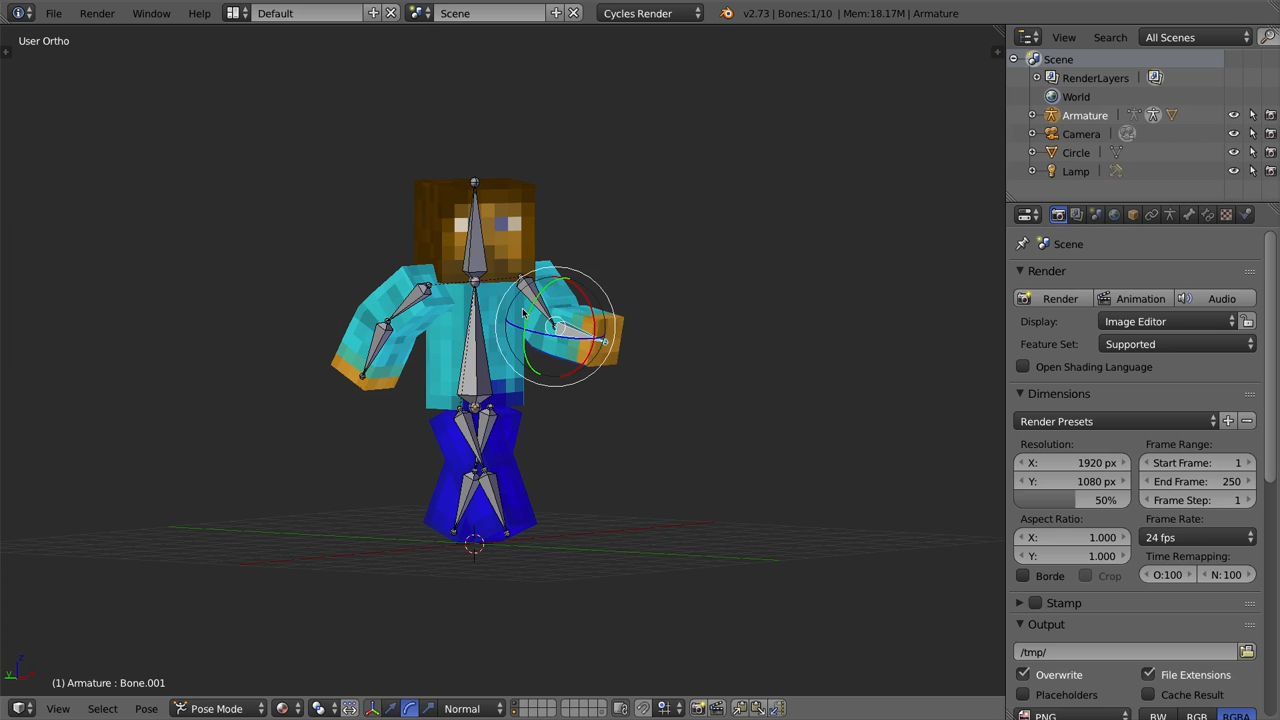 File Render Window Help Default Scene Cycles Render v2.73 | Bones:1/10 | Mem:18.17M | Armature
User Ortho
View Search All Scenes
Scene
RenderLayers
World
Armature
Camera
Circle
Lamp
Scene
Render
Render Animation Audio
Display: Image Editor
Feature Set: Supported
Open Shading Language
Dimensions
Render Presets
Resolution: Frame Range:
X: 1920 px Start Frame: 1
Y: 1080 px End Frame: 250
50% Frame Step: 1
Aspect Ratio: Frame Rate:
X: 1.000 24 fps
Y: 1.000 Time Remapping:
Borde Crop O:100 N:100
Stamp
Output
/tmp/
Overwrite File Extensions
Placeholders Cache Result
PNG BW RGB RGBA
z
y
(1) Armature : Bone.001
View Select Pose Pose Mode Normal